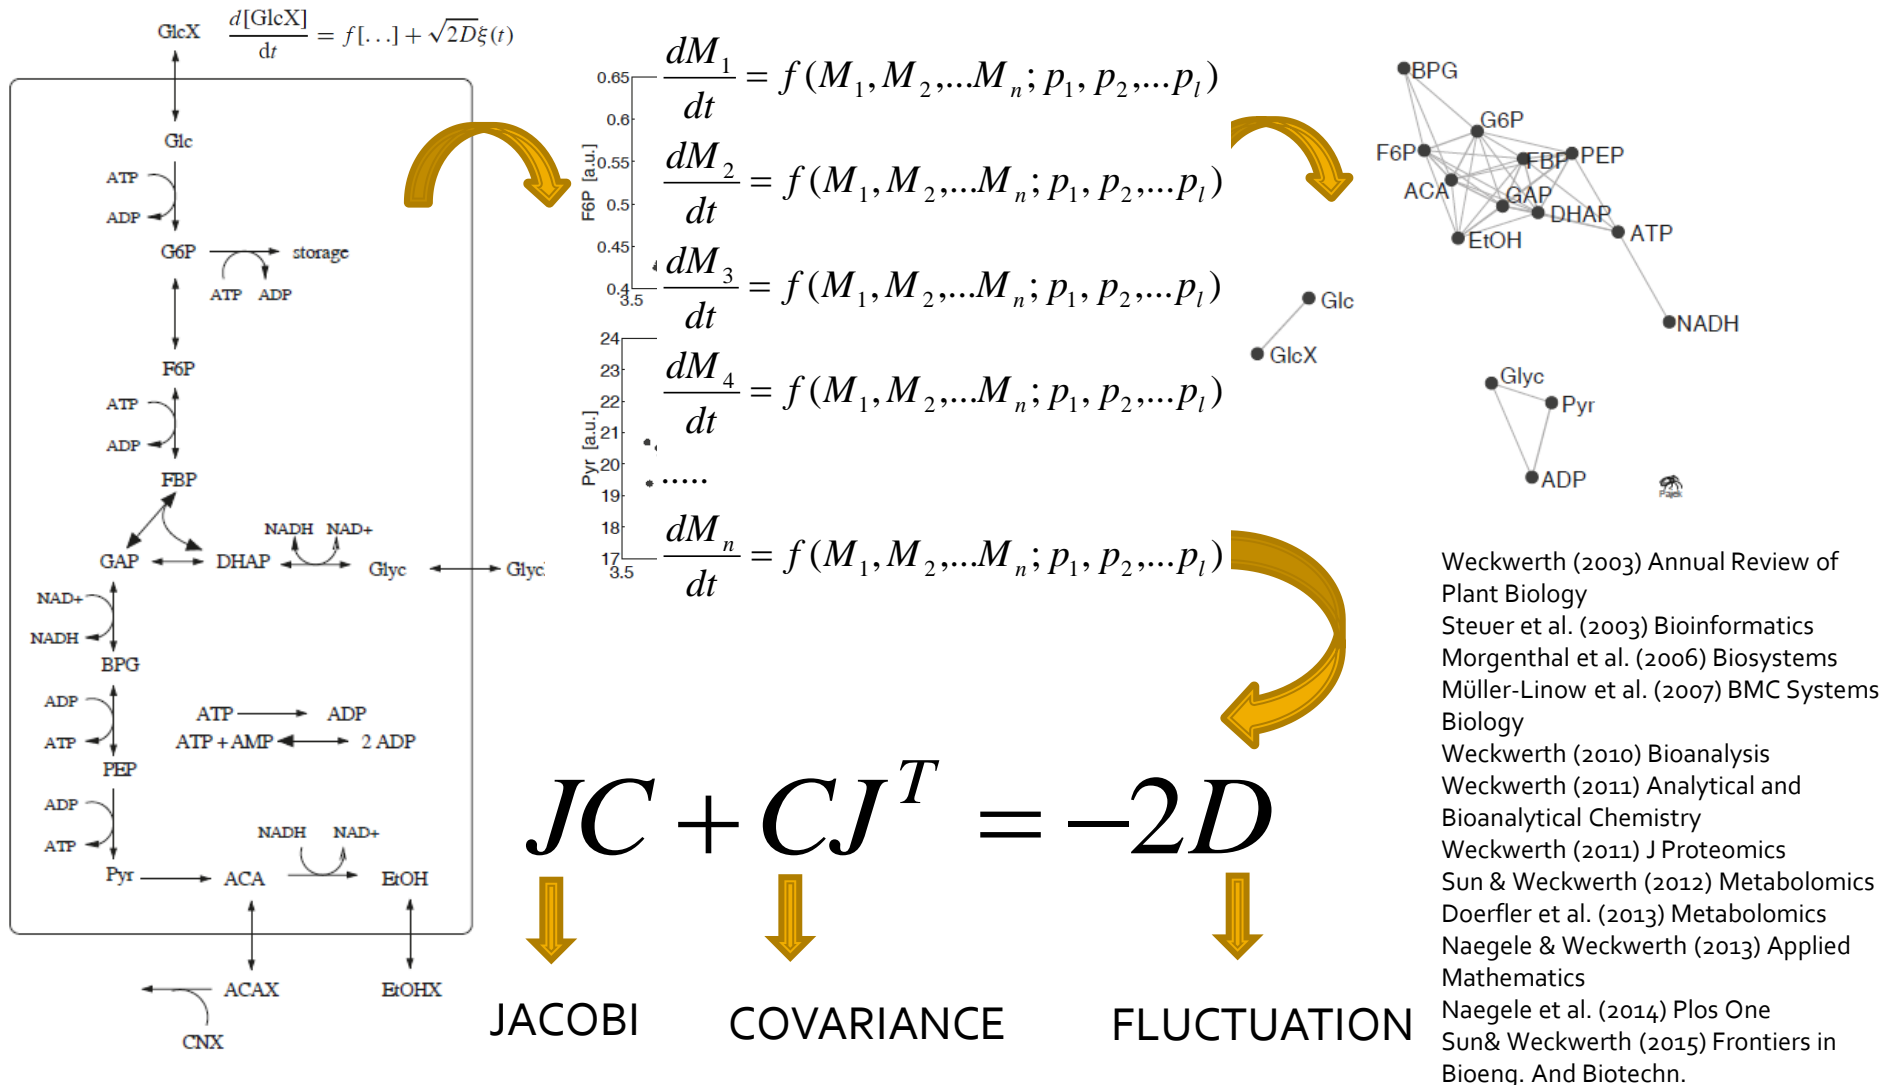 GlcX
d[GlcX]/dt = f[...] + √2Dξ(t)
Glc
ATP
ADP
G6P
storage
ATP ADP
F6P
ATP
ADP
FBP
NADH NAD+
GAP
DHAP
Glyc
Glyc
NAD+
NADH
BPG
ADP
ATP
ATP ADP
ATP + AMP 2 ADP
PEP
ADP
ATP
NADH NAD+
Pyr
ACA
EtOH
ACAX
EtOHX
CNX
F6P [a.u.]
0.65
0.6
0.55
0.5
0.45
0.4
3.5
Pyr [a.u.]
24
23
22
21
20
19
18
17
3.5
dM₁/dt = f(M₁, M₂,...Mₙ; p₁, p₂,...pₗ)
dM₂/dt = f(M₁, M₂,...Mₙ; p₁, p₂,...pₗ)
dM₃/dt = f(M₁, M₂,...Mₙ; p₁, p₂,...pₗ)
dM₄/dt = f(M₁, M₂,...Mₙ; p₁, p₂,...pₗ)
.....
dMₙ/dt = f(M₁, M₂,...Mₙ; p₁, p₂,...pₗ)
BPG
G6P
F6P
FBP
PEP
ACA
GAP
DHAP
EtOH
ATP
Glc
NADH
GlcX
Glyc
Pyr
ADP
Pajek
JC + CJᵀ = −2D
JACOBI
COVARIANCE
FLUCTUATION
Weckwerth (2003) Annual Review of
Plant Biology
Steuer et al. (2003) Bioinformatics
Morgenthal et al. (2006) Biosystems
Müller-Linow et al. (2007) BMC Systems
Biology
Weckwerth (2010) Bioanalysis
Weckwerth (2011) Analytical and
Bioanalytical Chemistry
Weckwerth (2011) J Proteomics
Sun & Weckwerth (2012) Metabolomics
Doerfler et al. (2013) Metabolomics
Naegele & Weckwerth (2013) Applied
Mathematics
Naegele et al. (2014) Plos One
Sun& Weckwerth (2015) Frontiers in
Bioeng. And Biotechn.